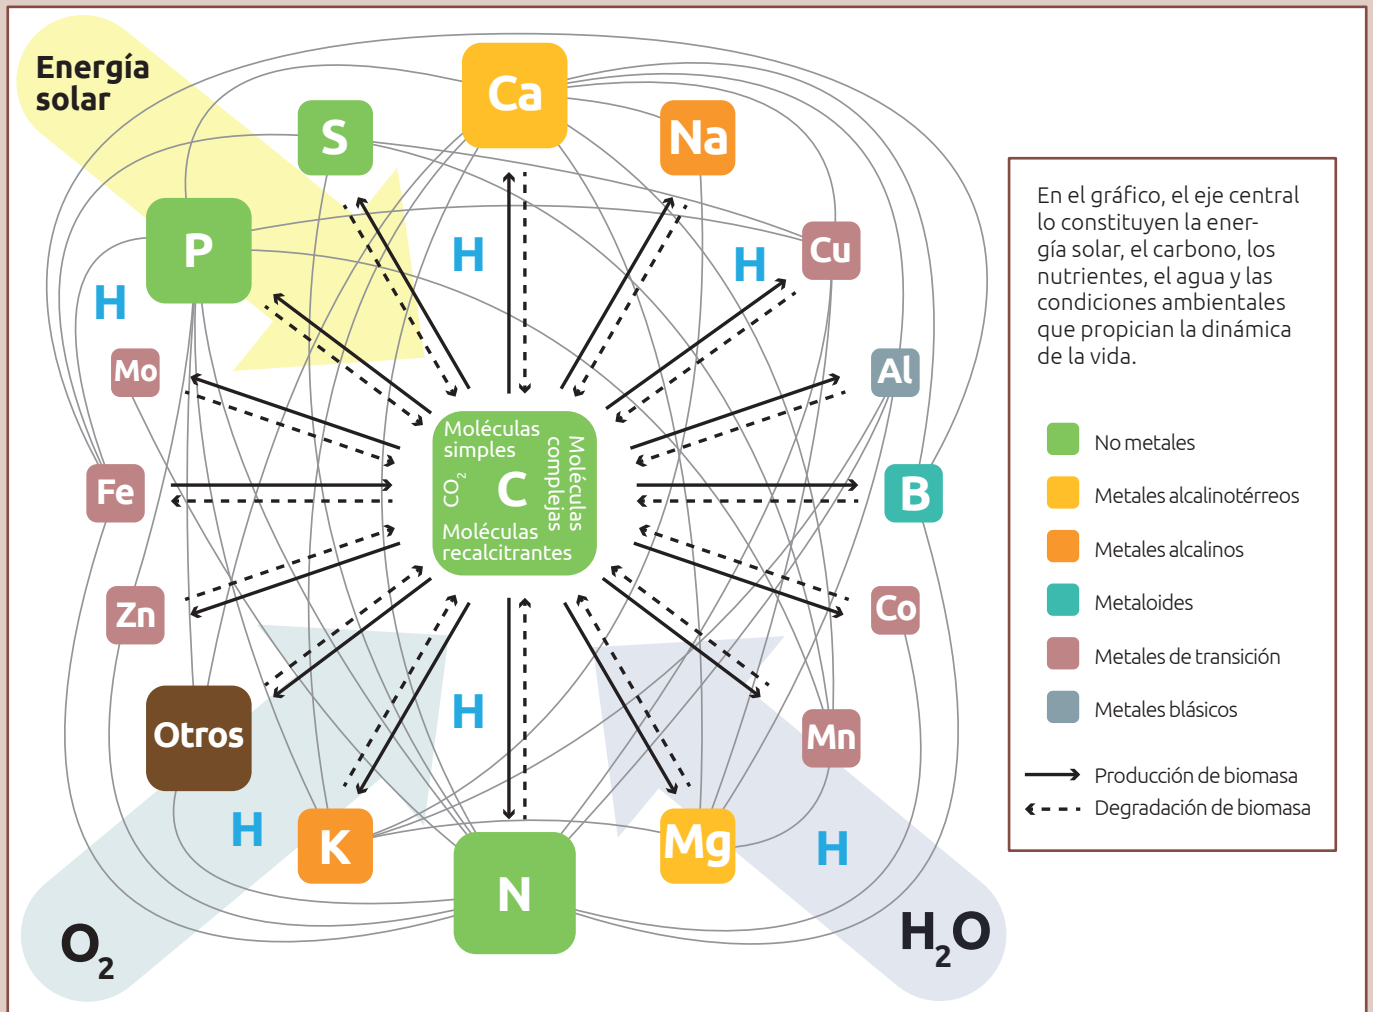 Energía
solar
Ca
S
Na
P
H
H
Cu
H
Mo
Al
Moléculas
simples
Moléculas
complejas
CO2
C
Moléculas
recalcitrantes
Fe
B
Zn
Co
Otros
H
Mn
H
K
Mg
H
N
O2
H2O
En el gráfico, el eje central
lo constituyen la ener-
gía solar, el carbono, los
nutrientes, el agua y las
condiciones ambientales
que propician la dinámica
de la vida.
No metales
Metales alcalinotérreos
Metales alcalinos
Metaloides
Metales de transición
Metales blásicos
Producción de biomasa
Degradación de biomasa